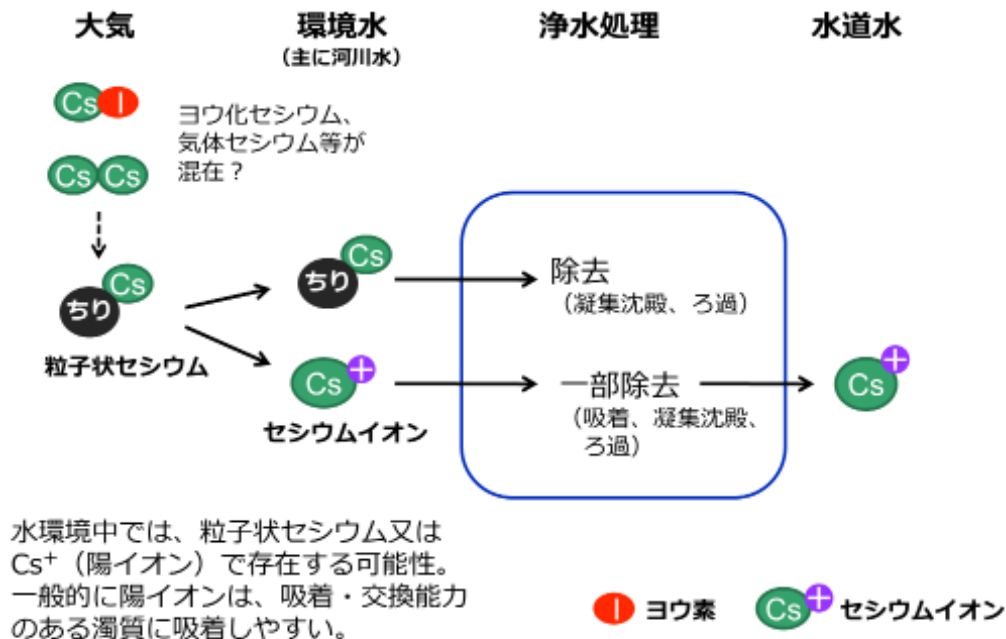 大気
環境水
(主に河川水)
浄水処理
水道水
Cs I
ヨウ化セシウム、
気体セシウム等が
混在？
Cs Cs
Cs
ちり
粒子状セシウム
Cs
ちり
除去
(凝集沈殿、ろ過)
Cs +
セシウムイオン
一部除去
(吸着、凝集沈殿、
ろ過)
Cs +
水環境中では、粒子状セシウム又は
Cs⁺（陽イオン）で存在する可能性。
一般的に陽イオンは、吸着・交換能力
のある濁質に吸着しやすい。
I ヨウ素
Cs + セシウムイオン